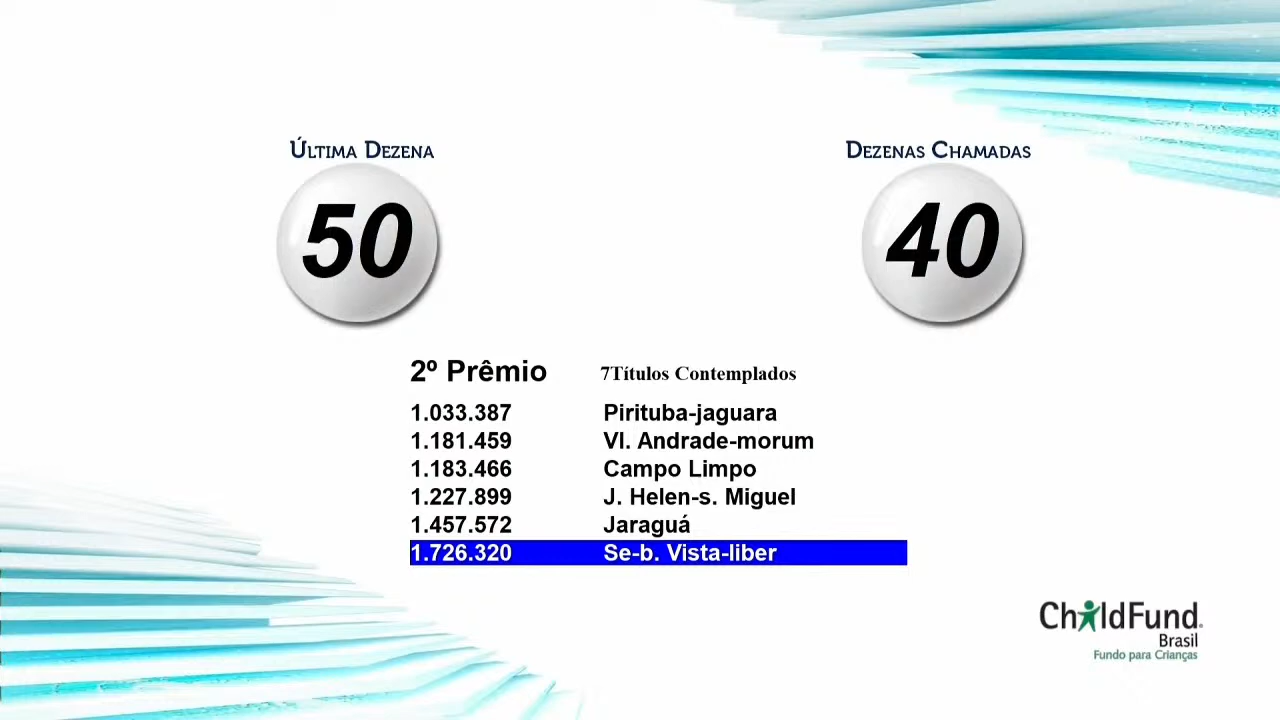 Última Dezena
Dezenas Chamadas
50
40
2º Prêmio 7Títulos Contemplados
1.033.387 Pirituba-jaguara
1.181.459 Vl. Andrade-morum
1.183.466 Campo Limpo
1.227.899 J. Helen-s. Miguel
1.457.572 Jaraguá
1.726.320 Se-b. Vista-liber
ChildFund
Brasil
Fundo para Crianças